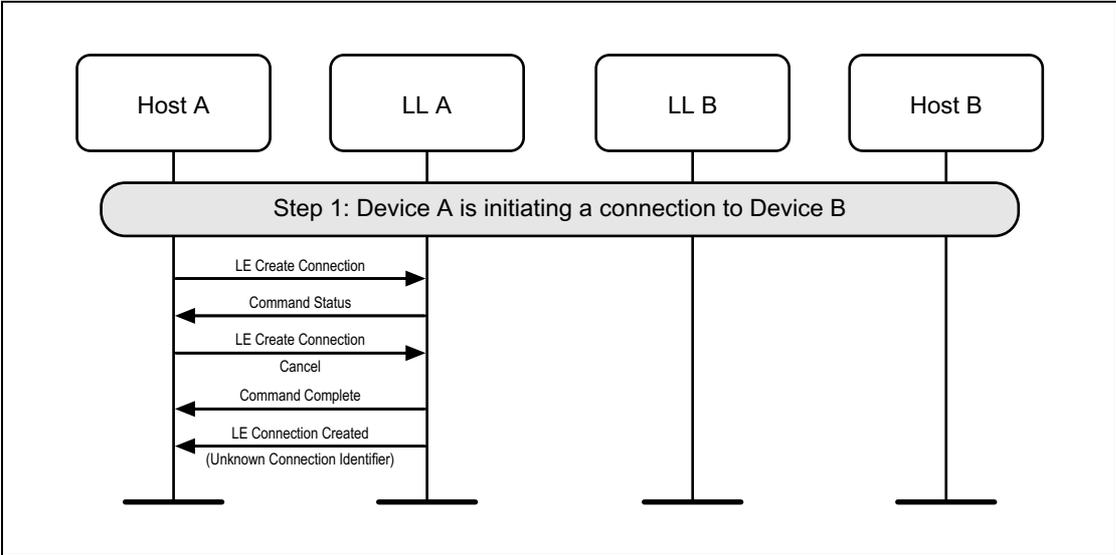 Host A
LL A
LL B
Host B
Step 1: Device A is initiating a connection to Device B
LE Create Connection
Command Status
LE Create Connection
Cancel
Command Complete
LE Connection Created
(Unknown Connection Identifier)